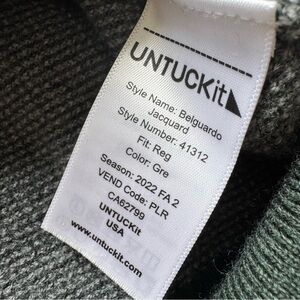 UNTUCKit
Style Name: Belguardo
Jacquard
Style Number: 41312
Fit: Reg
Color: Gre
Season: 2022 FA 2
VEND Code: PLR
CA62799
UNTUCKit
USA
www.untuckit.com